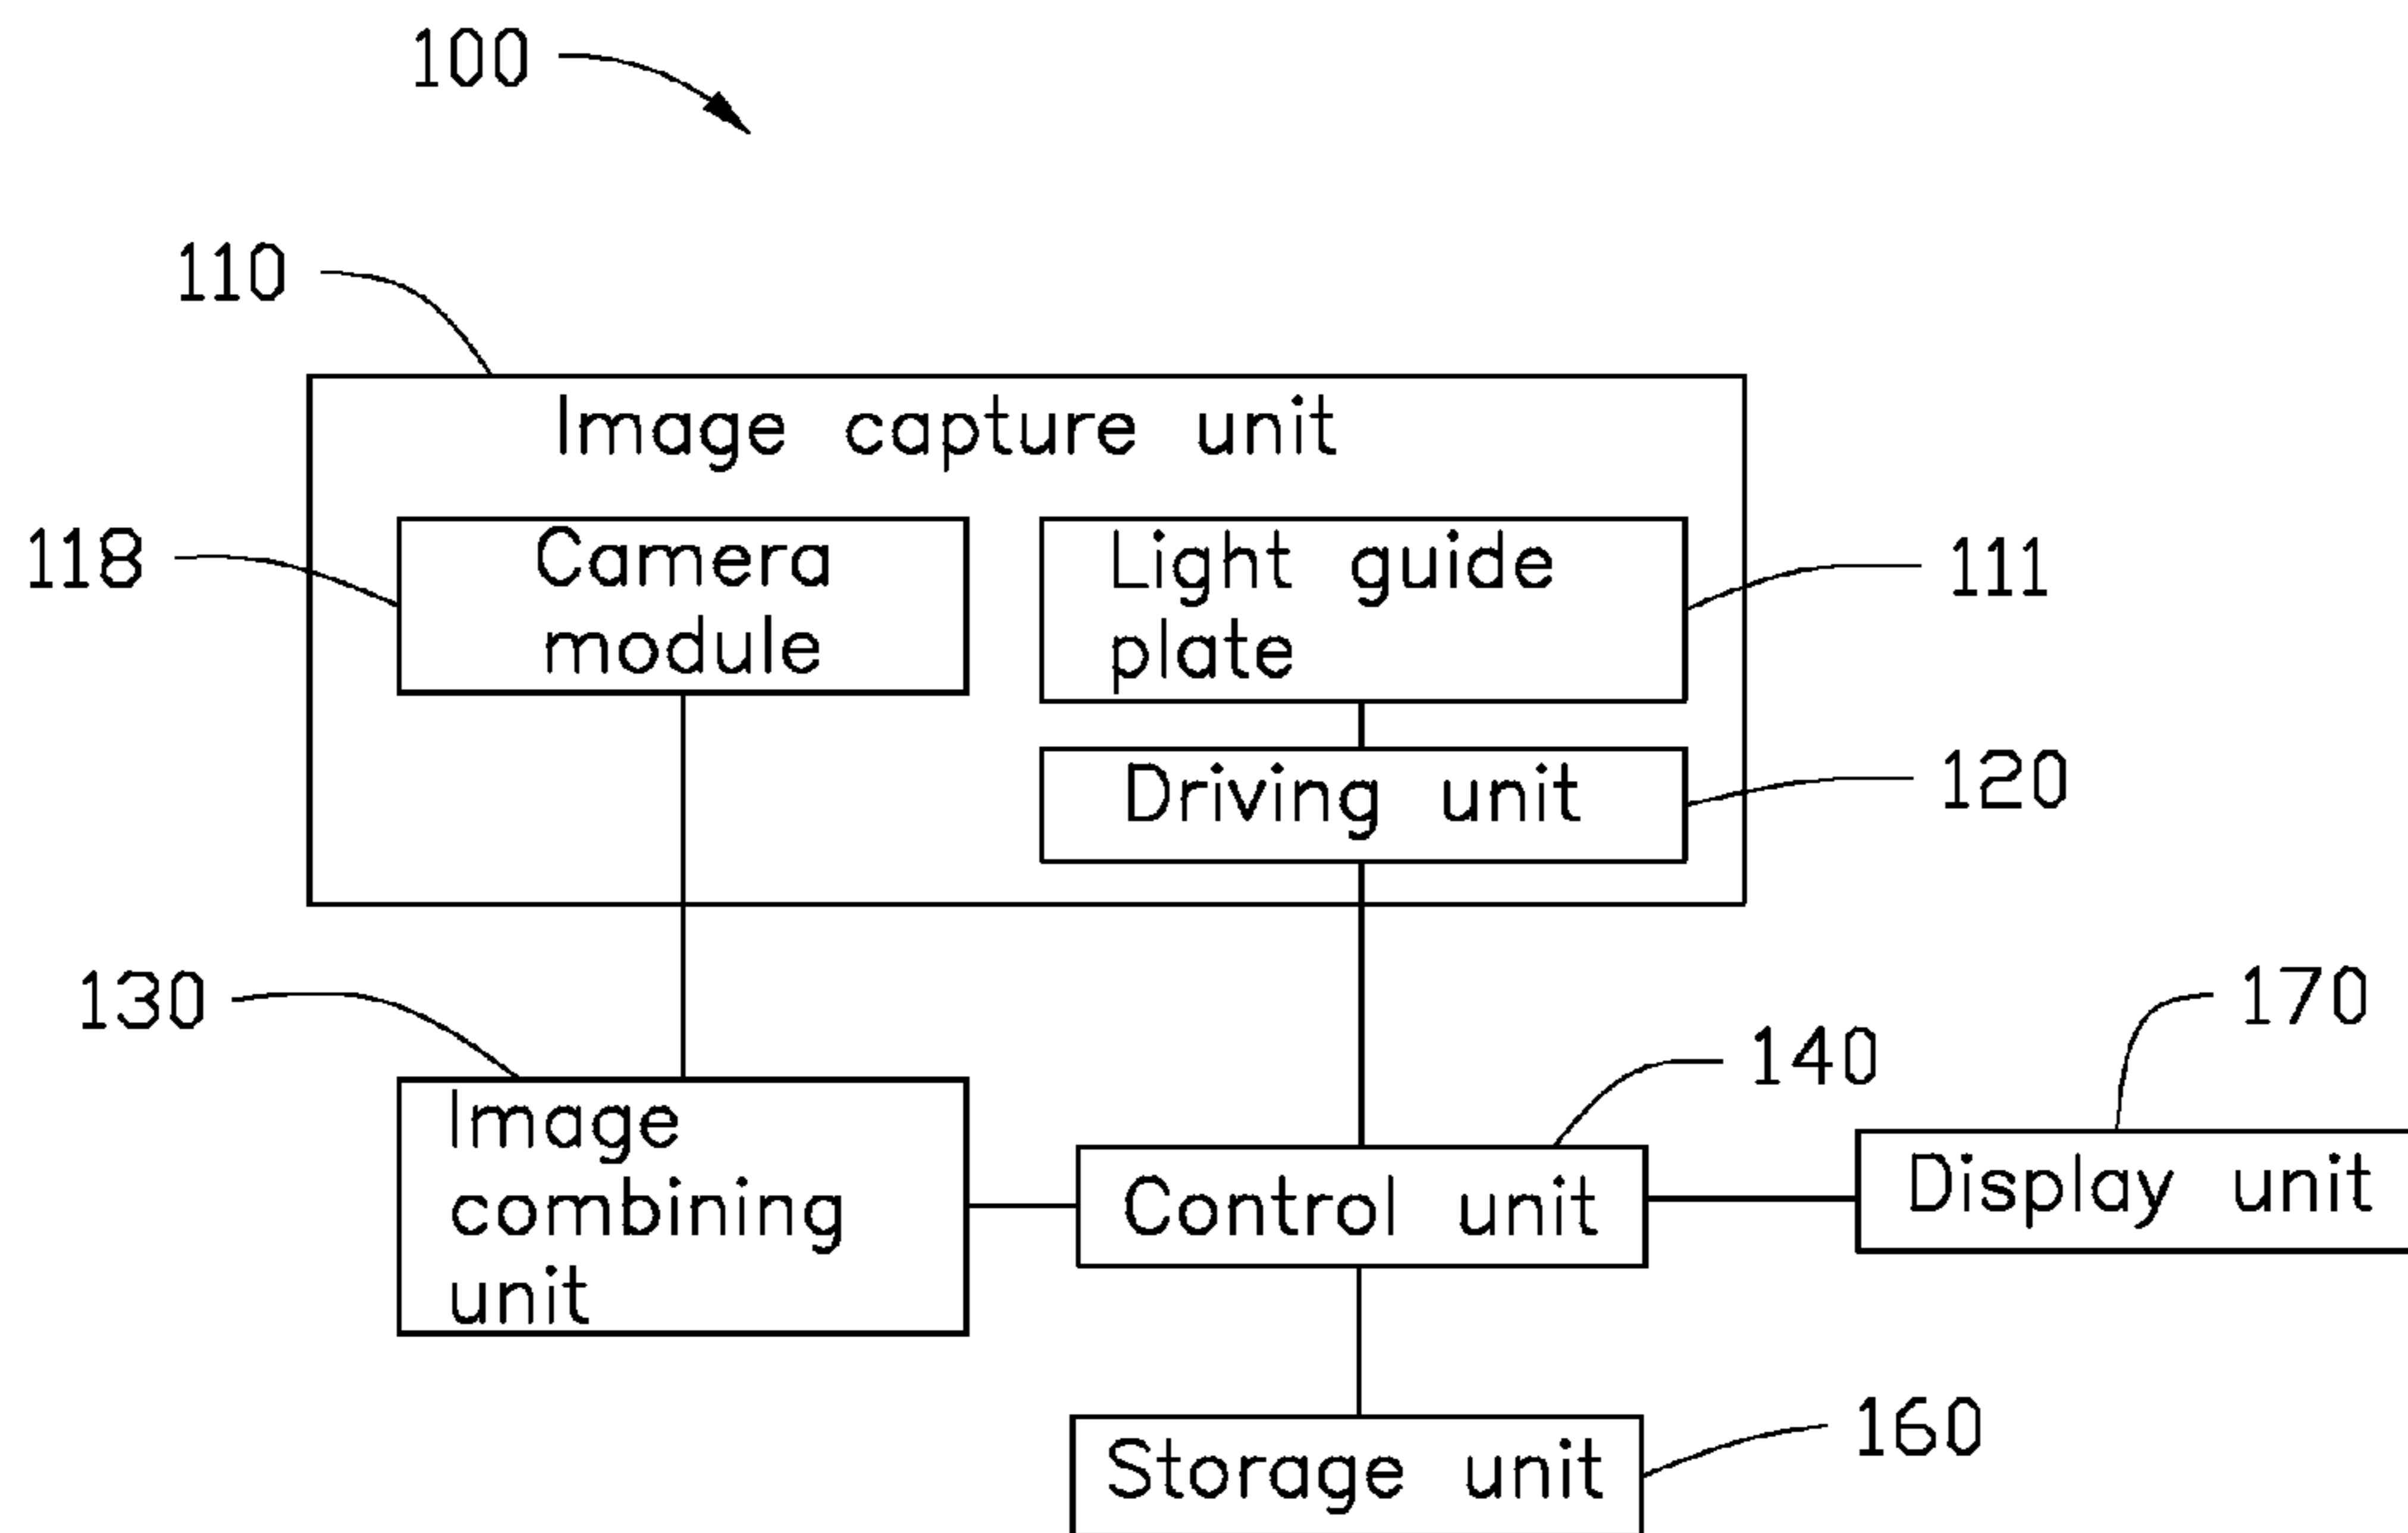 100
110
Image capture unit
118
Camera
module
Light guide
plate
111
Driving unit
120
130
Image
combining
unit
140
Control unit
170
Display unit
Storage unit
160